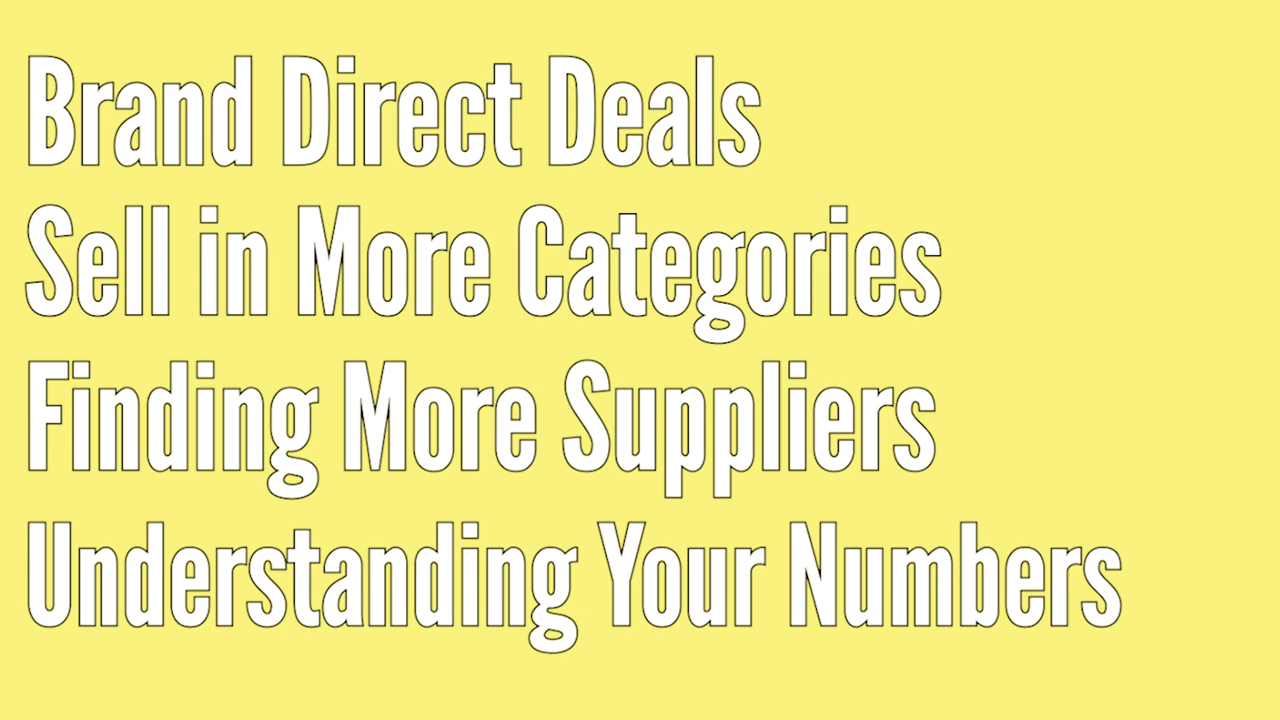 Brand Direct Deals
Sell in More Categories
Finding More Suppliers
Understanding Your Numbers